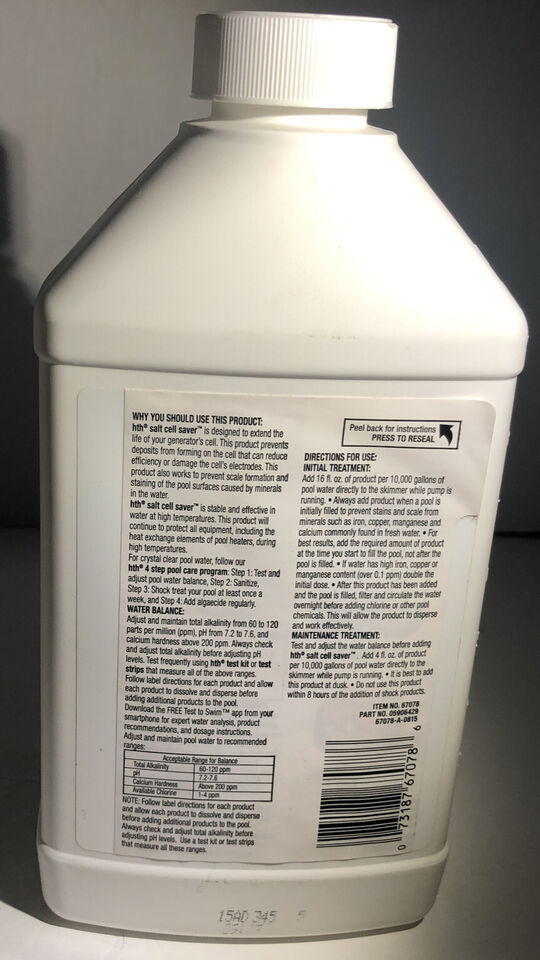 WHY YOU SHOULD USE THIS PRODUCT:
hth® salt cell saver™ is designed to extend the
life of your generator's cell. This product prevents
deposits from forming on the cell that can reduce
efficiency or damage the cell's electrodes. This
product also works to prevent scale formation and
staining of the pool surfaces caused by minerals
in the water.
hth® salt cell saver™ is stable and effective in
water at high temperatures. This product will
continue to protect all equipment, including the
heat exchange elements of pool heaters, during
high temperatures.
For crystal clear pool water, follow our
hth® 4 step pool care program: Step 1: Test and
adjust pool water balance, Step 2: Sanitize,
Step 3: Shock treat your pool at least once a
week, and Step 4: Add algaecide regularly.
WATER BALANCE:
Adjust and maintain total alkalinity from 60 to 120
parts per million (ppm), pH from 7.2 to 7.6, and
calcium hardness above 200 ppm. Always check
and adjust total alkalinity before adjusting pH
levels. Test frequently using hth® test kit or test
strips that measure all of the above ranges.
Follow label directions for each product and allow
each product to dissolve and disperse before
adding additional products to the pool.
Download the FREE Test to Swim™ app from your
smartphone for expert water analysis, product
recommendations, and dosage instructions.
Adjust and maintain pool water to recommended
ranges:
Acceptable Range for Balance
Total Alkalinity 60-120 ppm
pH 7.2-7.6
Calcium Hardness Above 200 ppm
Available Chlorine 1-4 ppm
NOTE: Follow label directions for each product
and allow each product to dissolve and disperse
before adding additional products to the pool.
Always check and adjust total alkalinity before
adjusting pH levels. Use a test kit or test strips
that measure all these ranges.
Peel back for instructions
PRESS TO RESEAL
DIRECTIONS FOR USE:
INITIAL TREATMENT:
Add 16 fl. oz. of product per 10,000 gallons of
pool water directly to the skimmer while pump is
running. • Always add product when a pool is
initially filled to prevent stains and scale from
minerals such as iron, copper, manganese and
calcium commonly found in fresh water. • For
best results, add the required amount of product
at the time you start to fill the pool, not after the
pool is filled. • If water has high iron, copper or
manganese content (over 0.1 ppm) double the
initial dose. • After this product has been added
and the pool is filled, filter and circulate the water
overnight before adding chlorine or other pool
chemicals. This will allow the product to disperse
and work effectively.
MAINTENANCE TREATMENT:
Test and adjust the water balance before adding
hth® salt cell saver™. Add 4 fl. oz. of product
per 10,000 gallons of pool water directly to the
skimmer while pump is running. • It is best to add
this product at dusk. • Do not use this product
within 8 hours of the addition of shock products.
ITEM NO. 67078
PART NO. 05906429
67078-A-0815
0 73187 67078 6
15AD 345 5